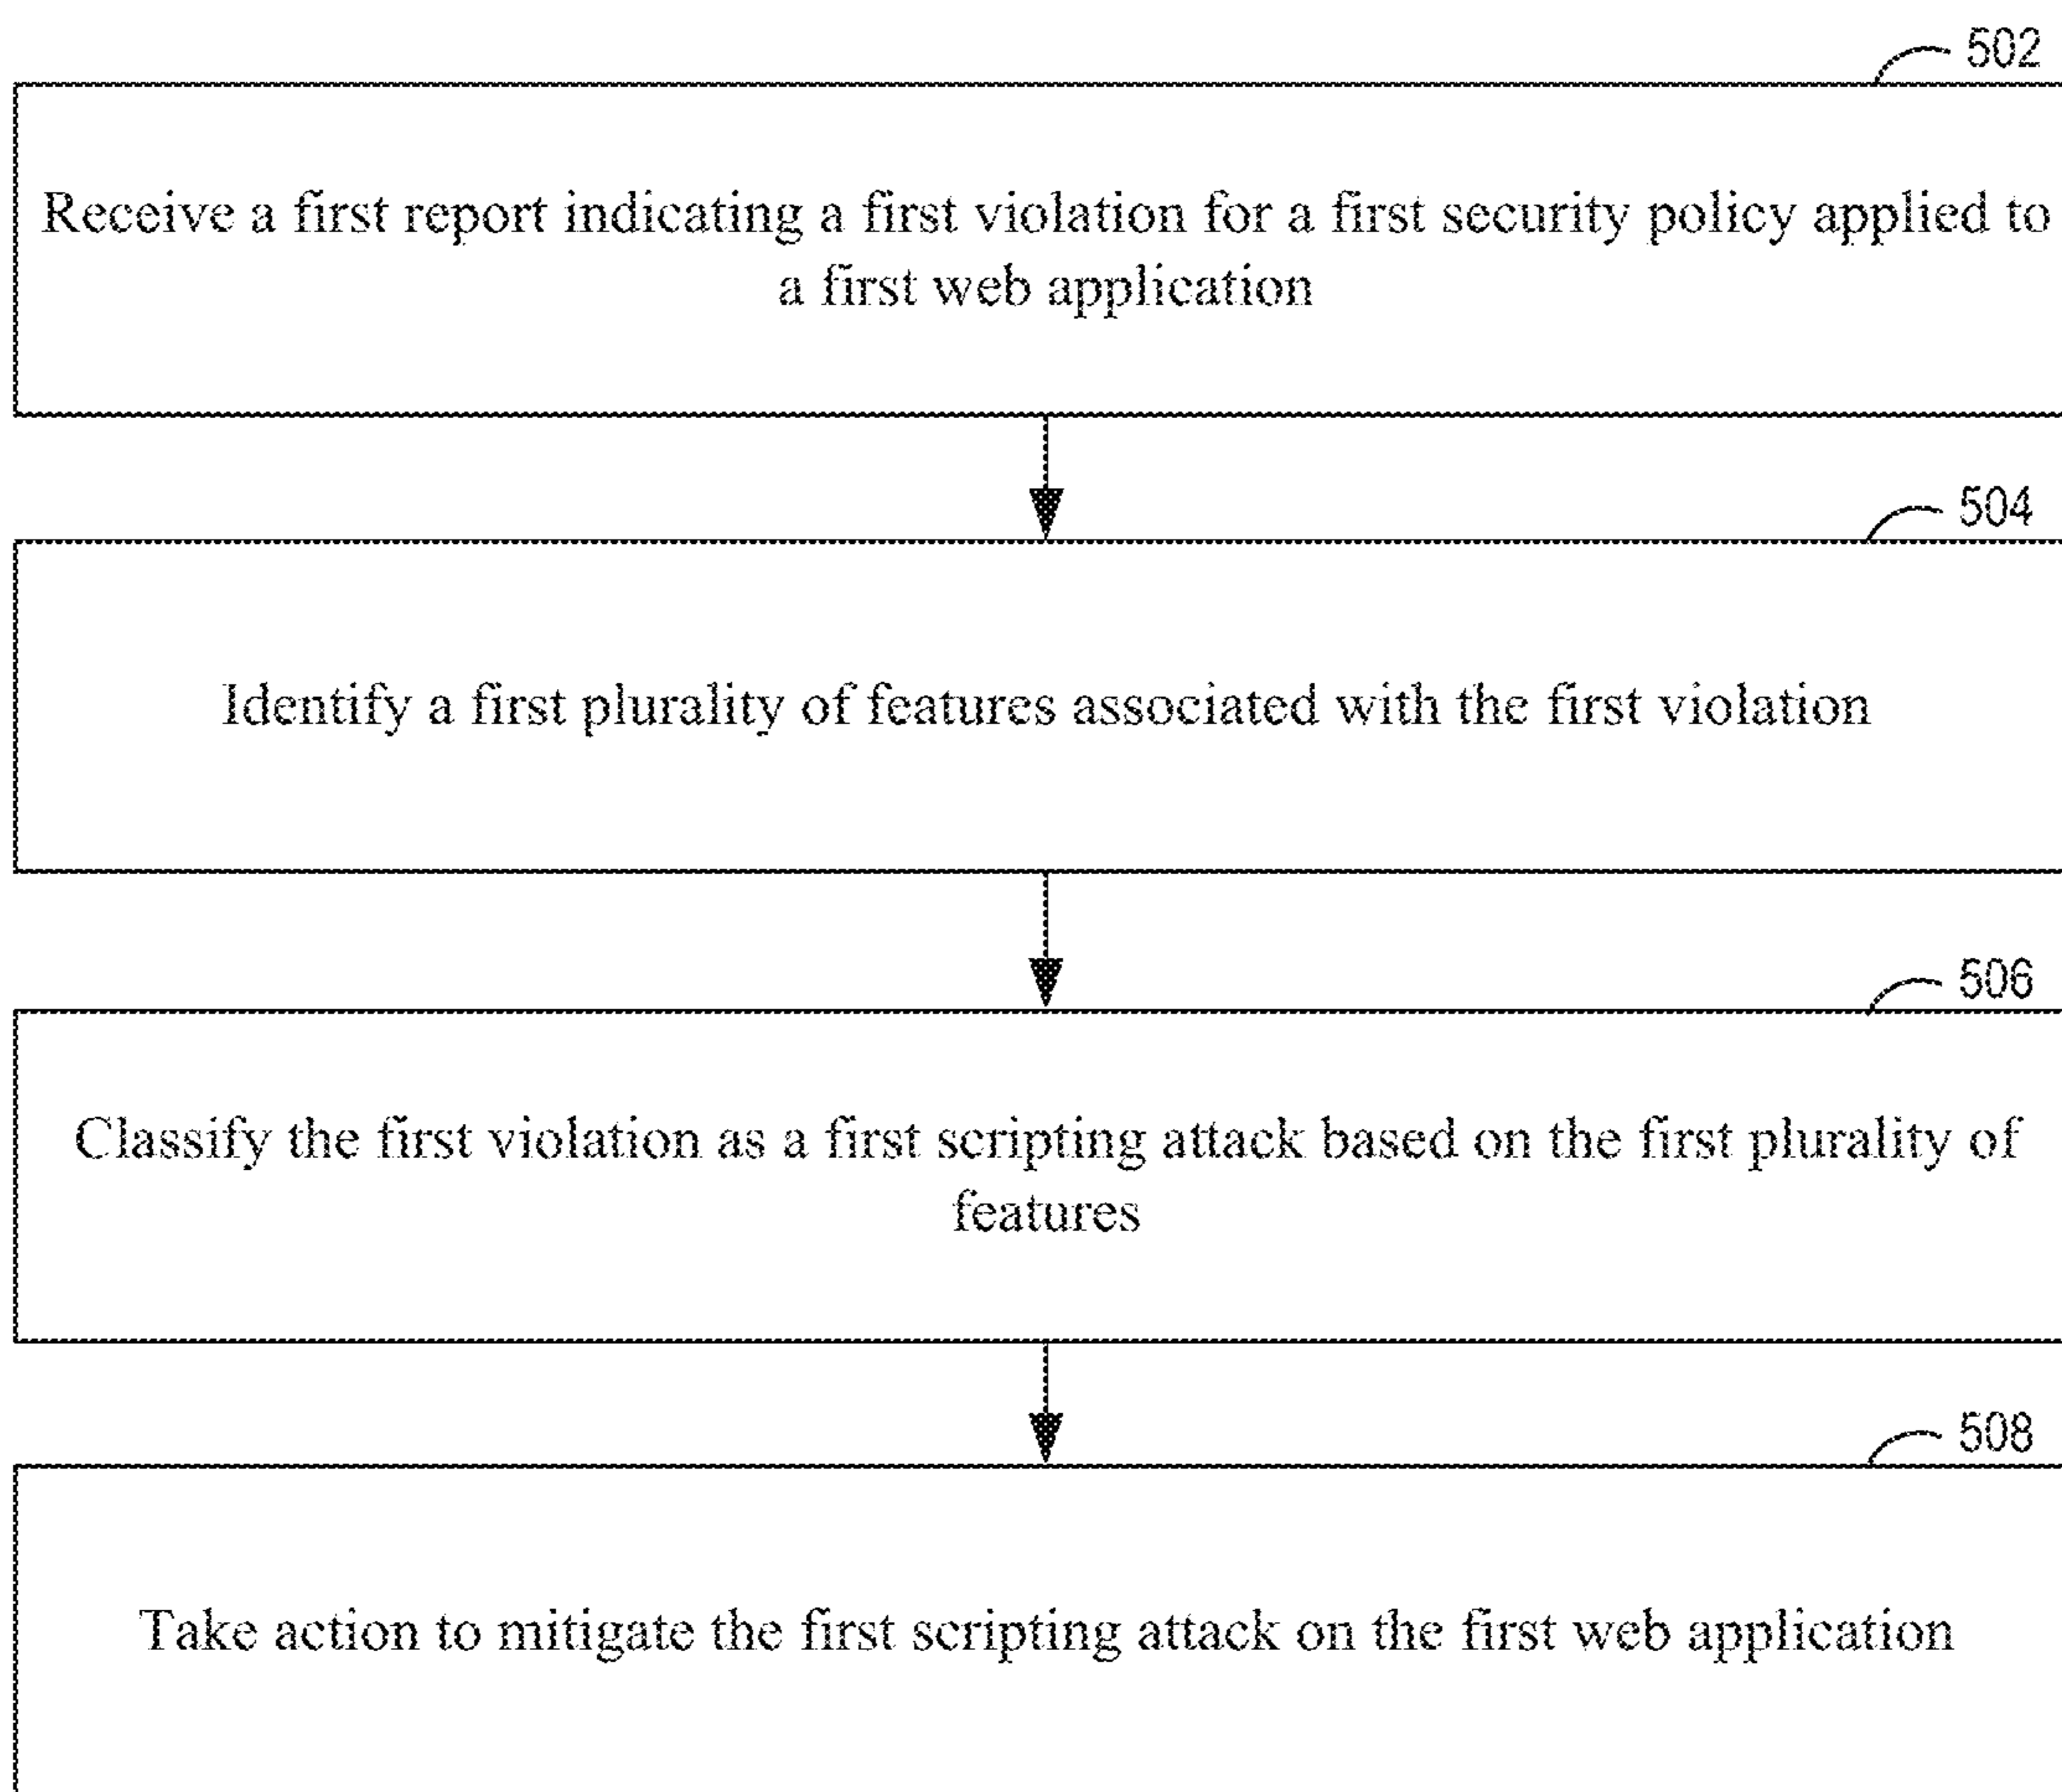 502
Receive a first report indicating a first violation for a first security policy applied to
a first web application
504
Identify a first plurality of features associated with the first violation
506
Classify the first violation as a first scripting attack based on the first plurality of
features
508
Take action to mitigate the first scripting attack on the first web application